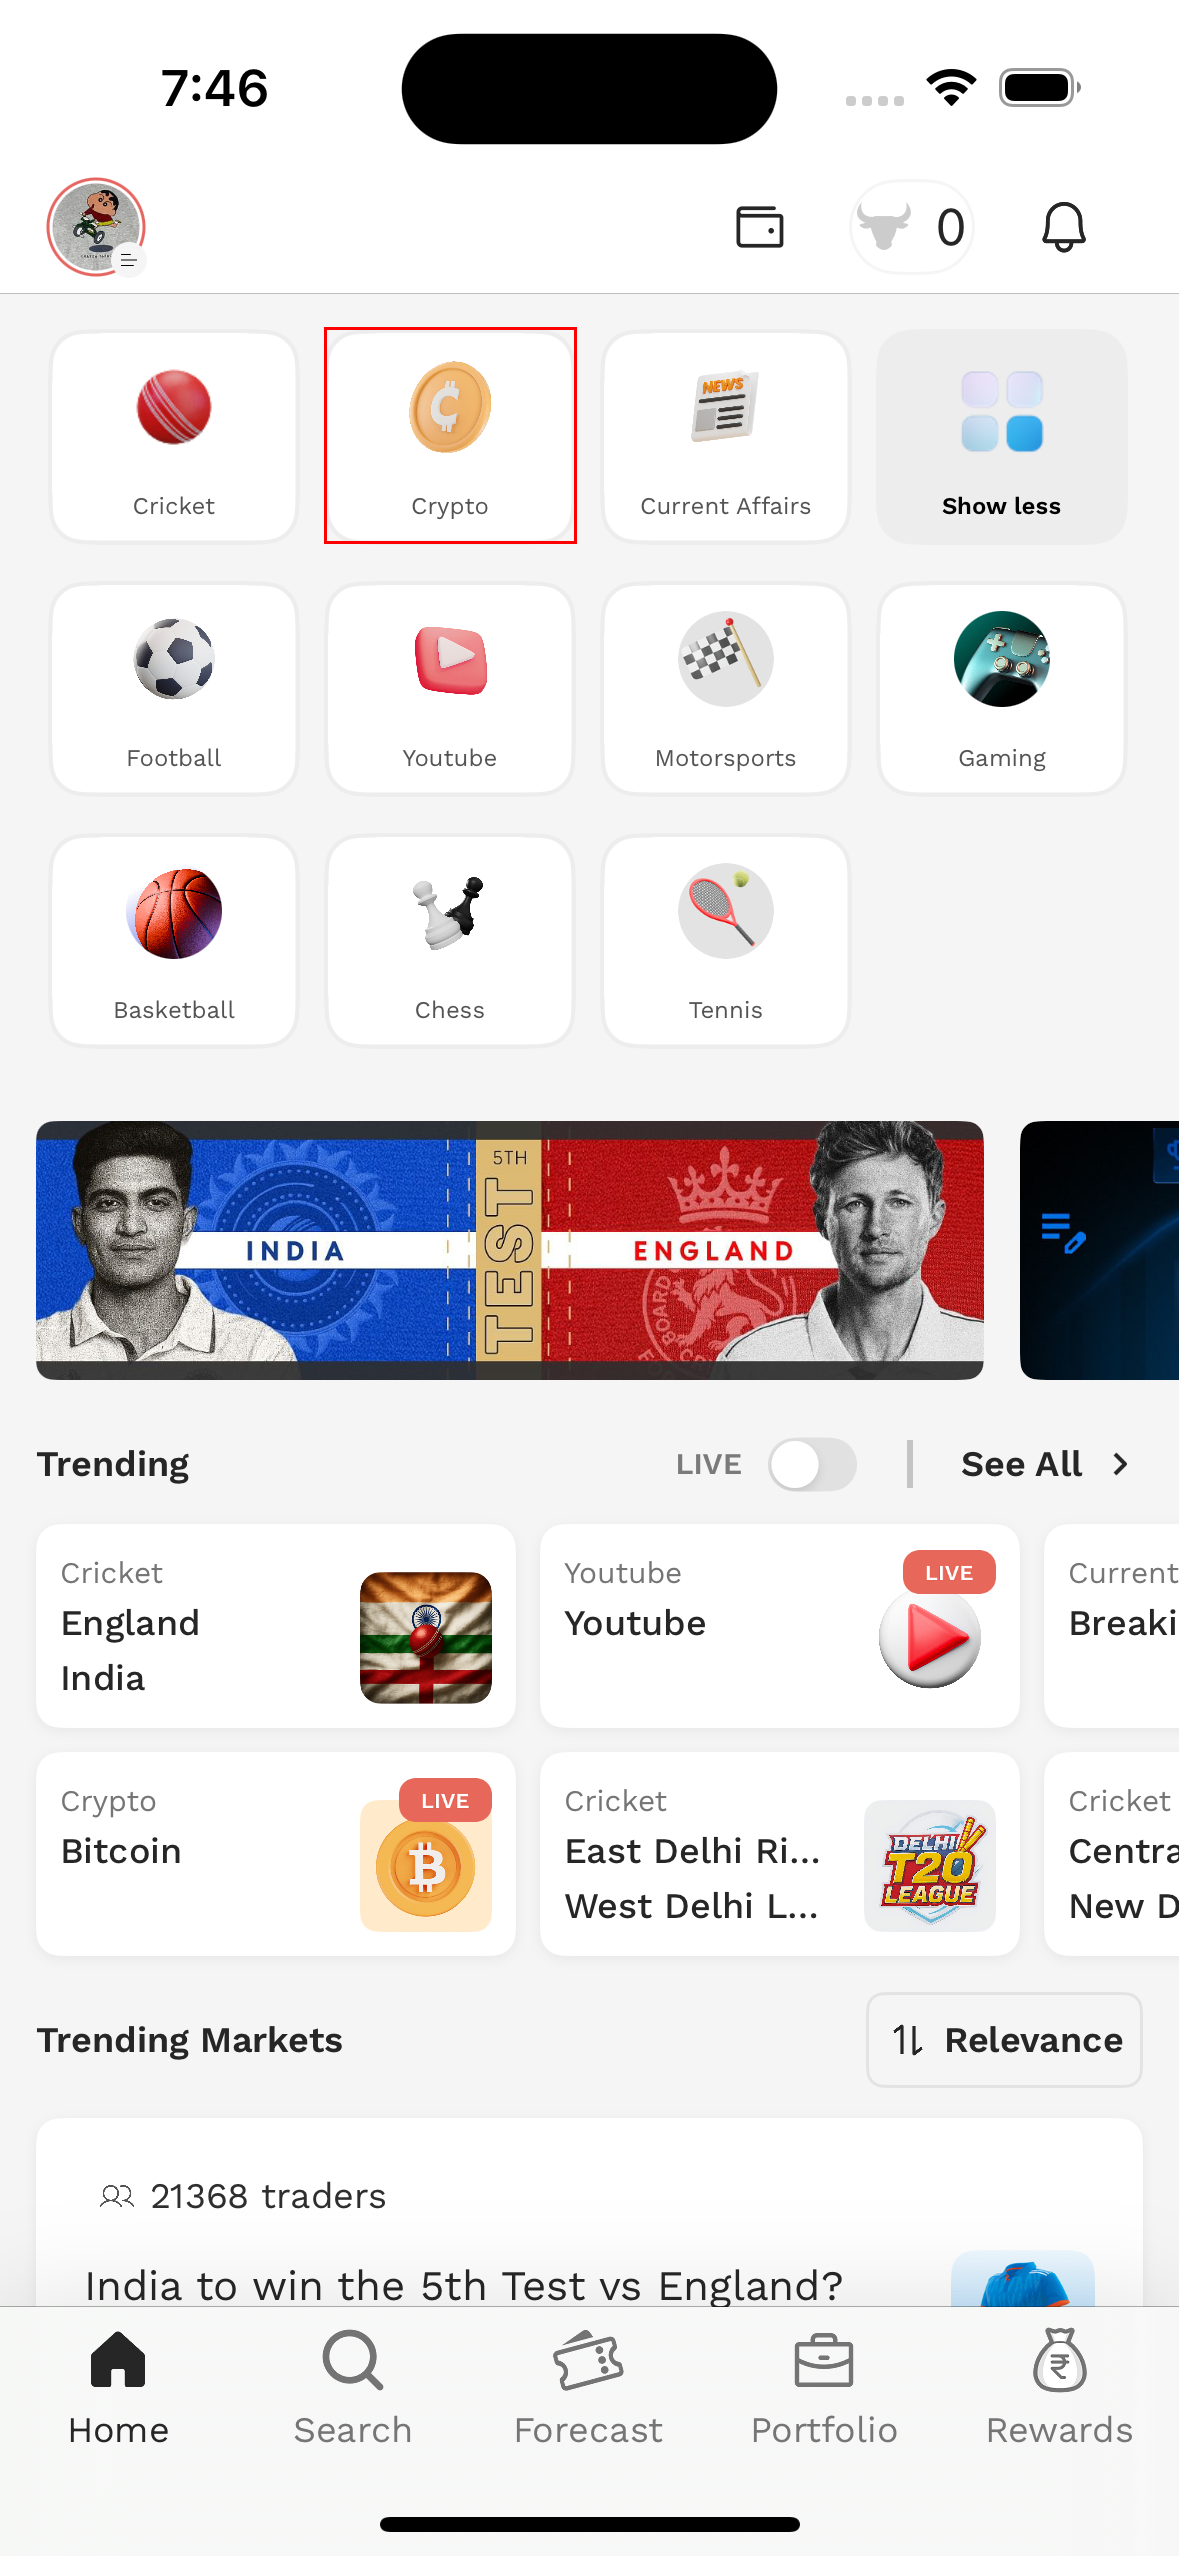 7:46
0
NEWS
Cricket
Crypto
Current Affairs
Show less
Football
Youtube
Motorsports
Gaming
Basketball
Chess
Tennis
INDIA
5TH
TEST
ENGLAND
Trending
LIVE
See All
Cricket
England
India
Youtube
LIVE
Youtube
Current
Breaki
Crypto
LIVE
Bitcoin
Cricket
East Delhi Ri...
West Delhi L...
DELHI
T20
LEAGUE
Cricket
Centra
New D
Trending Markets
Relevance
21368 traders
India to win the 5th Test vs England?
Home
Search
Forecast
Portfolio
Rewards